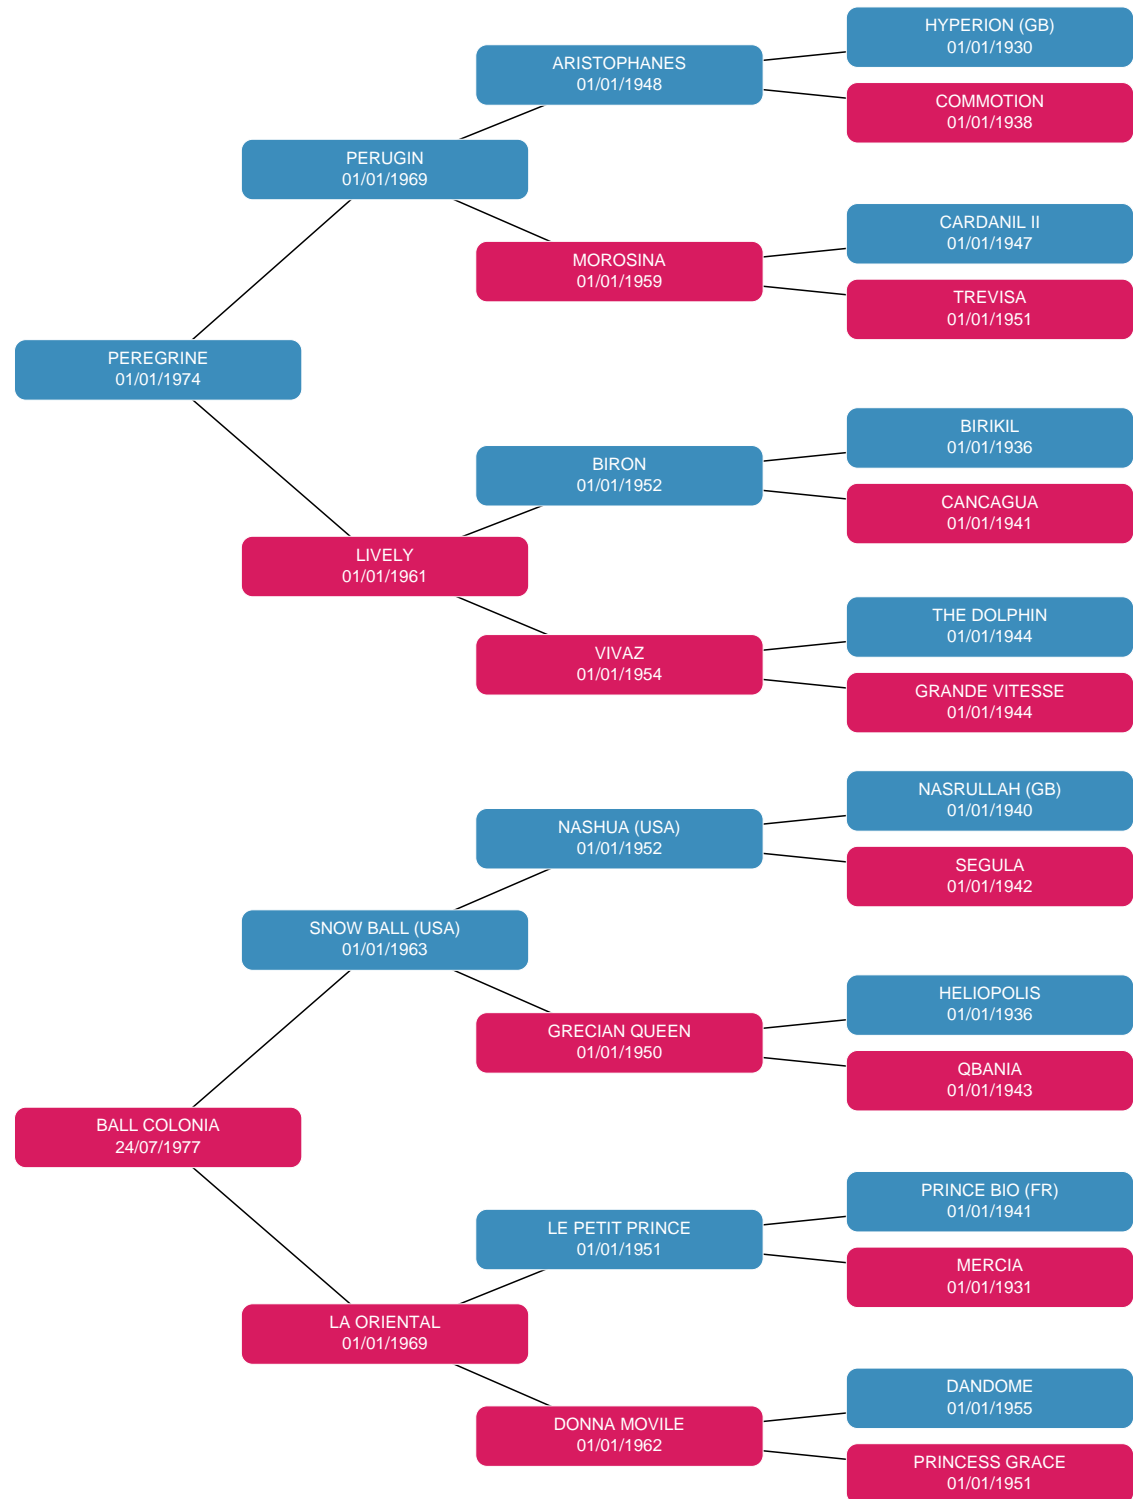 HYPERION (GB)
01/01/1930
ARISTOPHANES
01/01/1948
COMMOTION
01/01/1938
PERUGIN
01/01/1969
CARDANIL II
01/01/1947
MOROSINA
01/01/1959
TREVISA
01/01/1951
PEREGRINE
01/01/1974
BIRIKIL
01/01/1936
BIRON
01/01/1952
CANCAGUA
01/01/1941
LIVELY
01/01/1961
THE DOLPHIN
01/01/1944
VIVAZ
01/01/1954
GRANDE VITESSE
01/01/1944
NASRULLAH (GB)
01/01/1940
NASHUA (USA)
01/01/1952
SEGULA
01/01/1942
SNOW BALL (USA)
01/01/1963
HELIOPOLIS
01/01/1936
GRECIAN QUEEN
01/01/1950
QBANIA
01/01/1943
BALL COLONIA
24/07/1977
PRINCE BIO (FR)
01/01/1941
LE PETIT PRINCE
01/01/1951
MERCIA
01/01/1931
LA ORIENTAL
01/01/1969
DANDOME
01/01/1955
DONNA MOVILE
01/01/1962
PRINCESS GRACE
01/01/1951